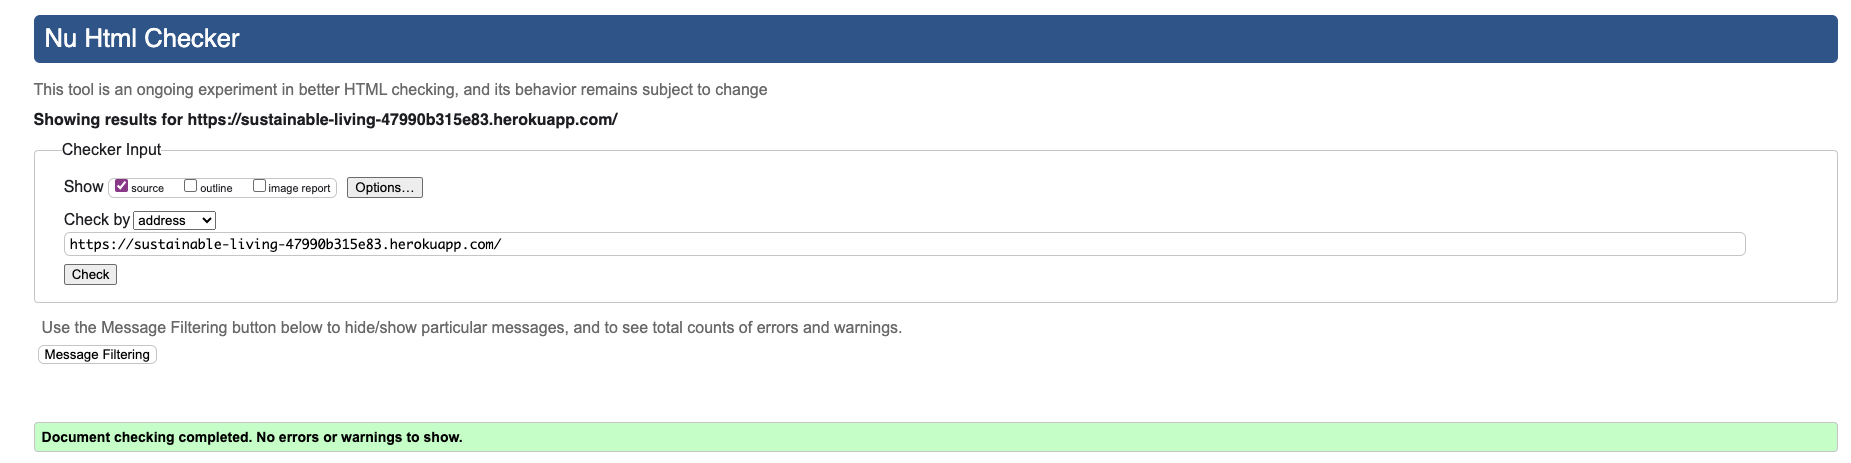 Nu Html Checker
This tool is an ongoing experiment in better HTML checking, and its behavior remains subject to change
Showing results for https://sustainable-living-47990b315e83.herokuapp.com/
Checker Input
Show source outline image report Options...
Check by address
https://sustainable-living-47990b315e83.herokuapp.com/
Check
Use the Message Filtering button below to hide/show particular messages, and to see total counts of errors and warnings.
Message Filtering
Document checking completed. No errors or warnings to show.